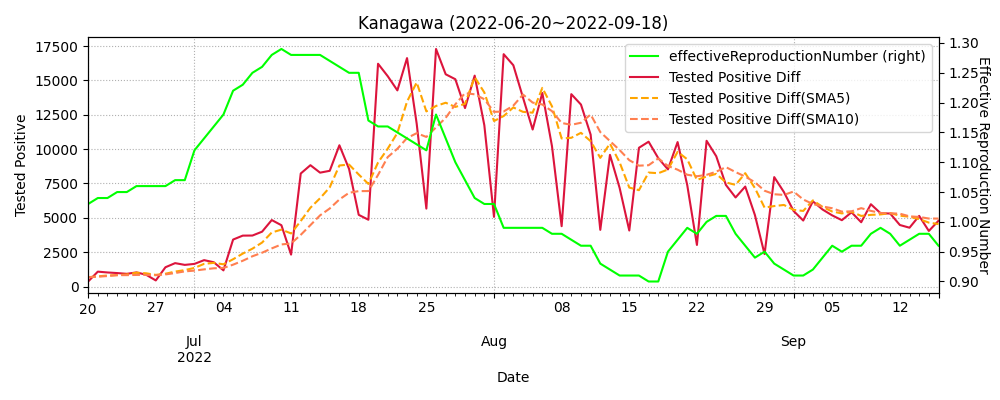 Kanagawa (2022-06-20~2022-09-18)
effectiveReproductionNumber (right)
Tested Positive Diff
Tested Positive Diff(SMA5)
Tested Positive Diff(SMA10)
Tested Positive
17500
15000
12500
10000
7500
5000
2500
0
Effective Reproduction Number
1.30
1.25
1.20
1.15
1.10
1.05
1.00
0.95
0.90
20 27 04 11 18 25 08 15 22 29 05 12
Jul Aug Sep
2022
Date